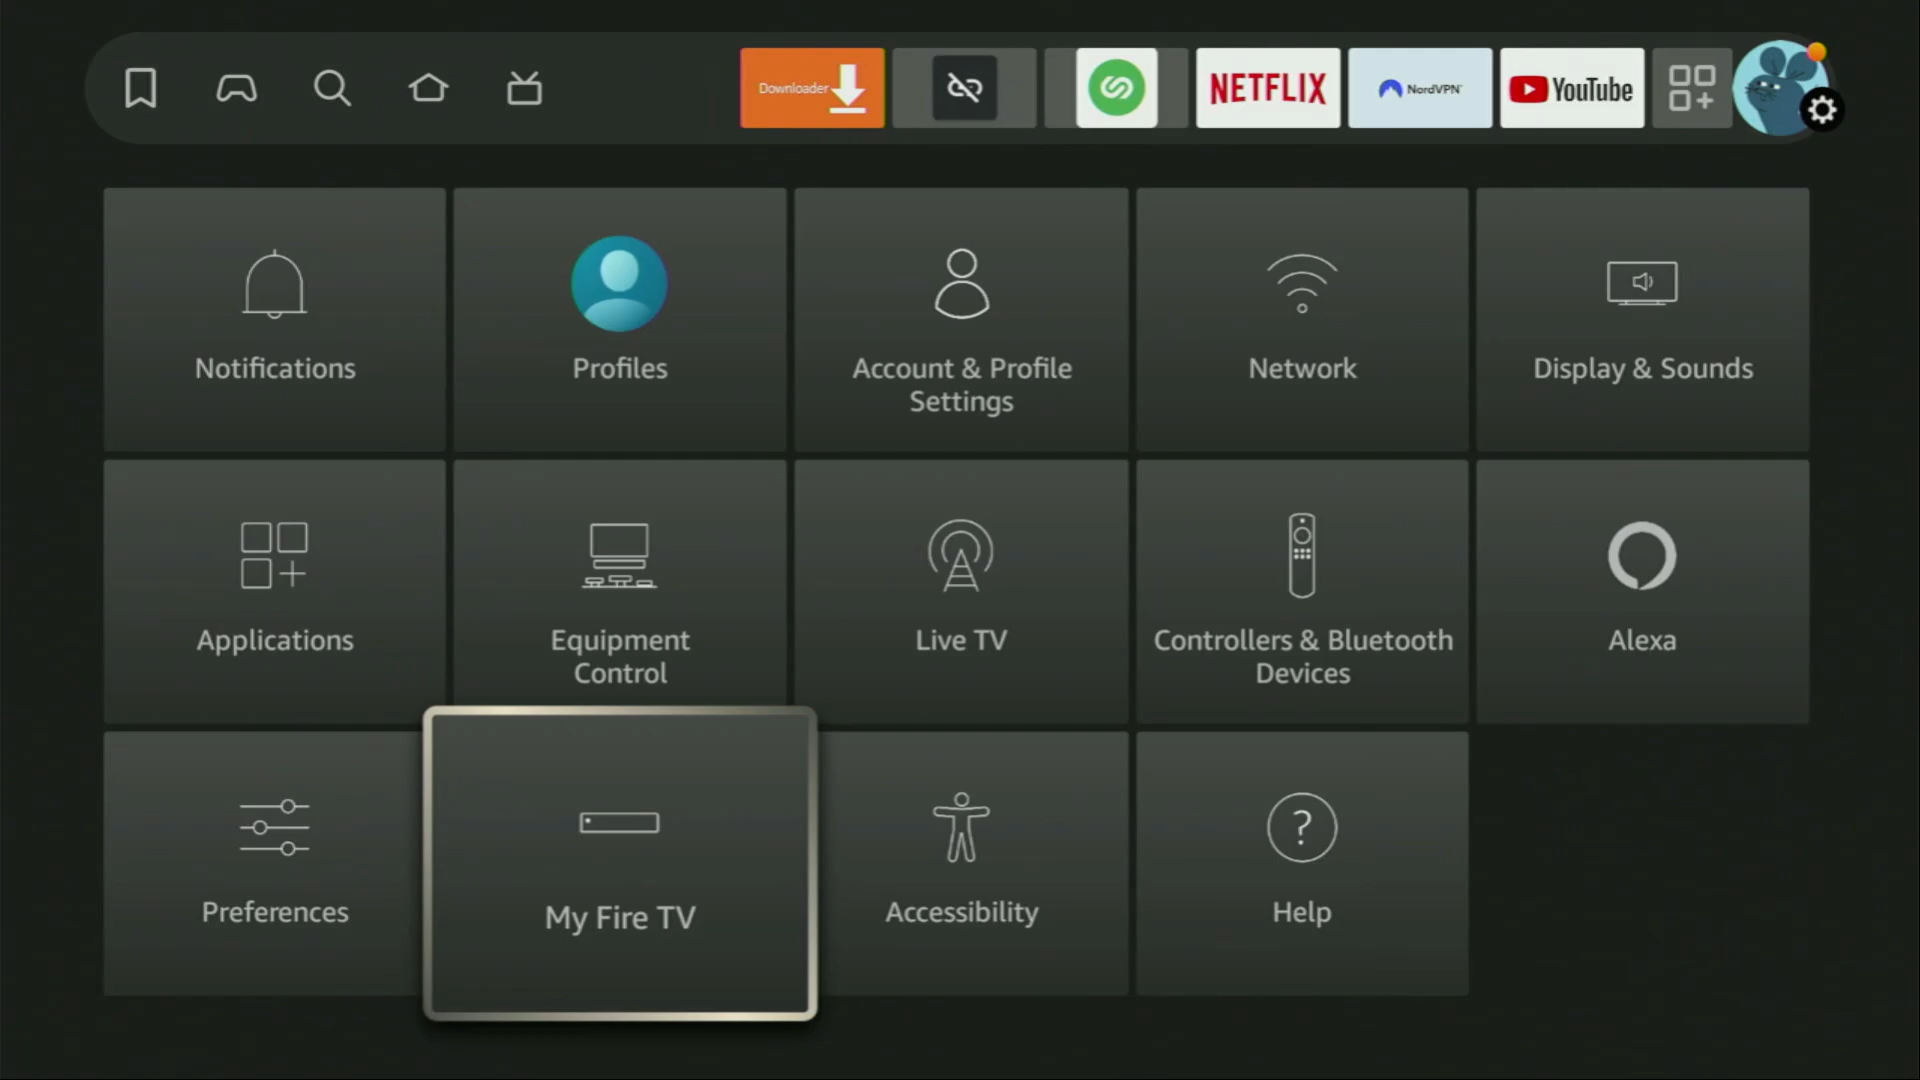 Downloader
NETFLIX
NordVPN
YouTube
Notifications
Profiles
Account & Profile
Settings
Network
Display & Sounds
Applications
Equipment
Control
Live TV
Controllers & Bluetooth
Devices
Alexa
Preferences
My Fire TV
Accessibility
?
Help